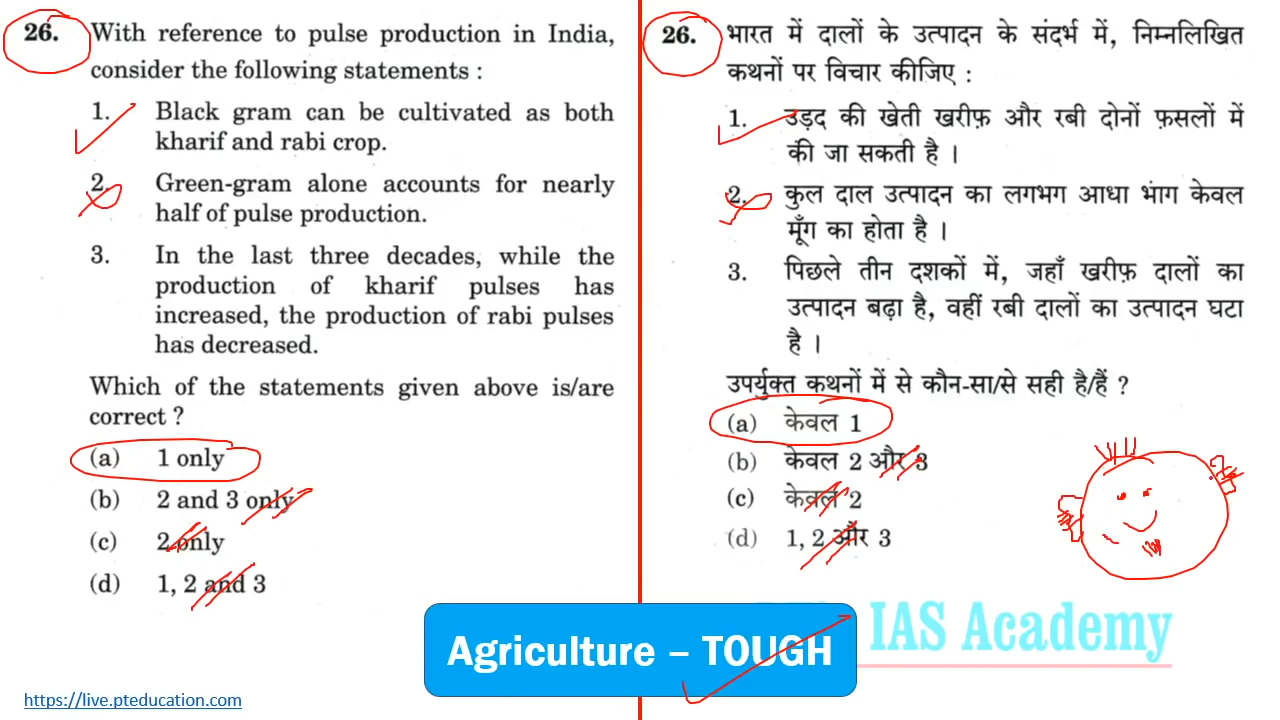 26. With reference to pulse production in India,
consider the following statements :
1. Black gram can be cultivated as both
kharif and rabi crop.
2. Green-gram alone accounts for nearly
half of pulse production.
3. In the last three decades, while the
production of kharif pulses has
increased, the production of rabi pulses
has decreased.
Which of the statements given above is/are
correct ?
(a) 1 only
(b) 2 and 3 only
(c) 2 only
(d) 1, 2 and 3
26. भारत में दालों के उत्पादन के संदर्भ में, निम्नलिखित
कथनों पर विचार कीजिए :
1. उड़द की खेती खरीफ़ और रबी दोनों फ़सलों में
की जा सकती है ।
2. कुल दाल उत्पादन का लगभग आधा भाग केवल
मूँग का होता है ।
3. पिछले तीन दशकों में, जहाँ खरीफ़ दालों का
उत्पादन बढ़ा है, वहीं रबी दालों का उत्पादन घटा
है ।
उपर्युक्त कथनों में से कौन-सा/से सही है/हैं ?
(a) केवल 1
(b) केवल 2 और 3
(c) केवल 2
(d) 1, 2 और 3
Agriculture – TOUGH
IAS Academy
https://live.pteducation.com